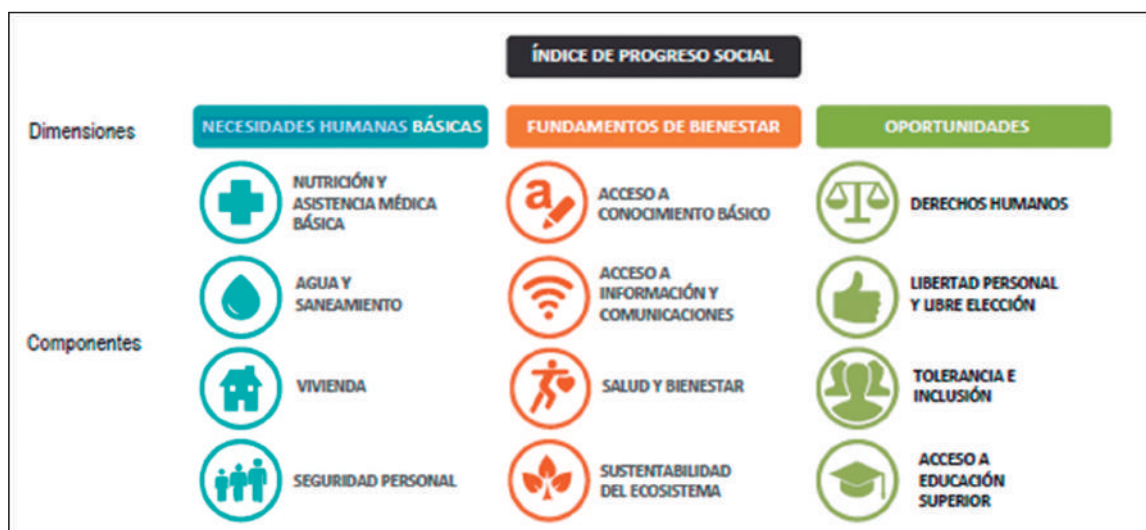 ÍNDICE DE PROGRESO SOCIAL
Dimensiones
NECESIDADES HUMANAS BÁSICAS
FUNDAMENTOS DE BIENESTAR
OPORTUNIDADES
Componentes
NUTRICIÓN Y
ASISTENCIA MÉDICA
BÁSICA
a
ACCESO A
CONOCIMIENTO BÁSICO
DERECHOS HUMANOS
AGUA Y
SANEAMIENTO
ACCESO A
INFORMACIÓN Y
COMUNICACIONES
LIBERTAD PERSONAL
Y LIBRE ELECCIÓN
VIVIENDA
SALUD Y BIENESTAR
TOLERANCIA E
INCLUSIÓN
SEGURIDAD PERSONAL
SUSTENTABILIDAD
DEL ECOSISTEMA
ACCESO A
EDUCACIÓN
SUPERIOR